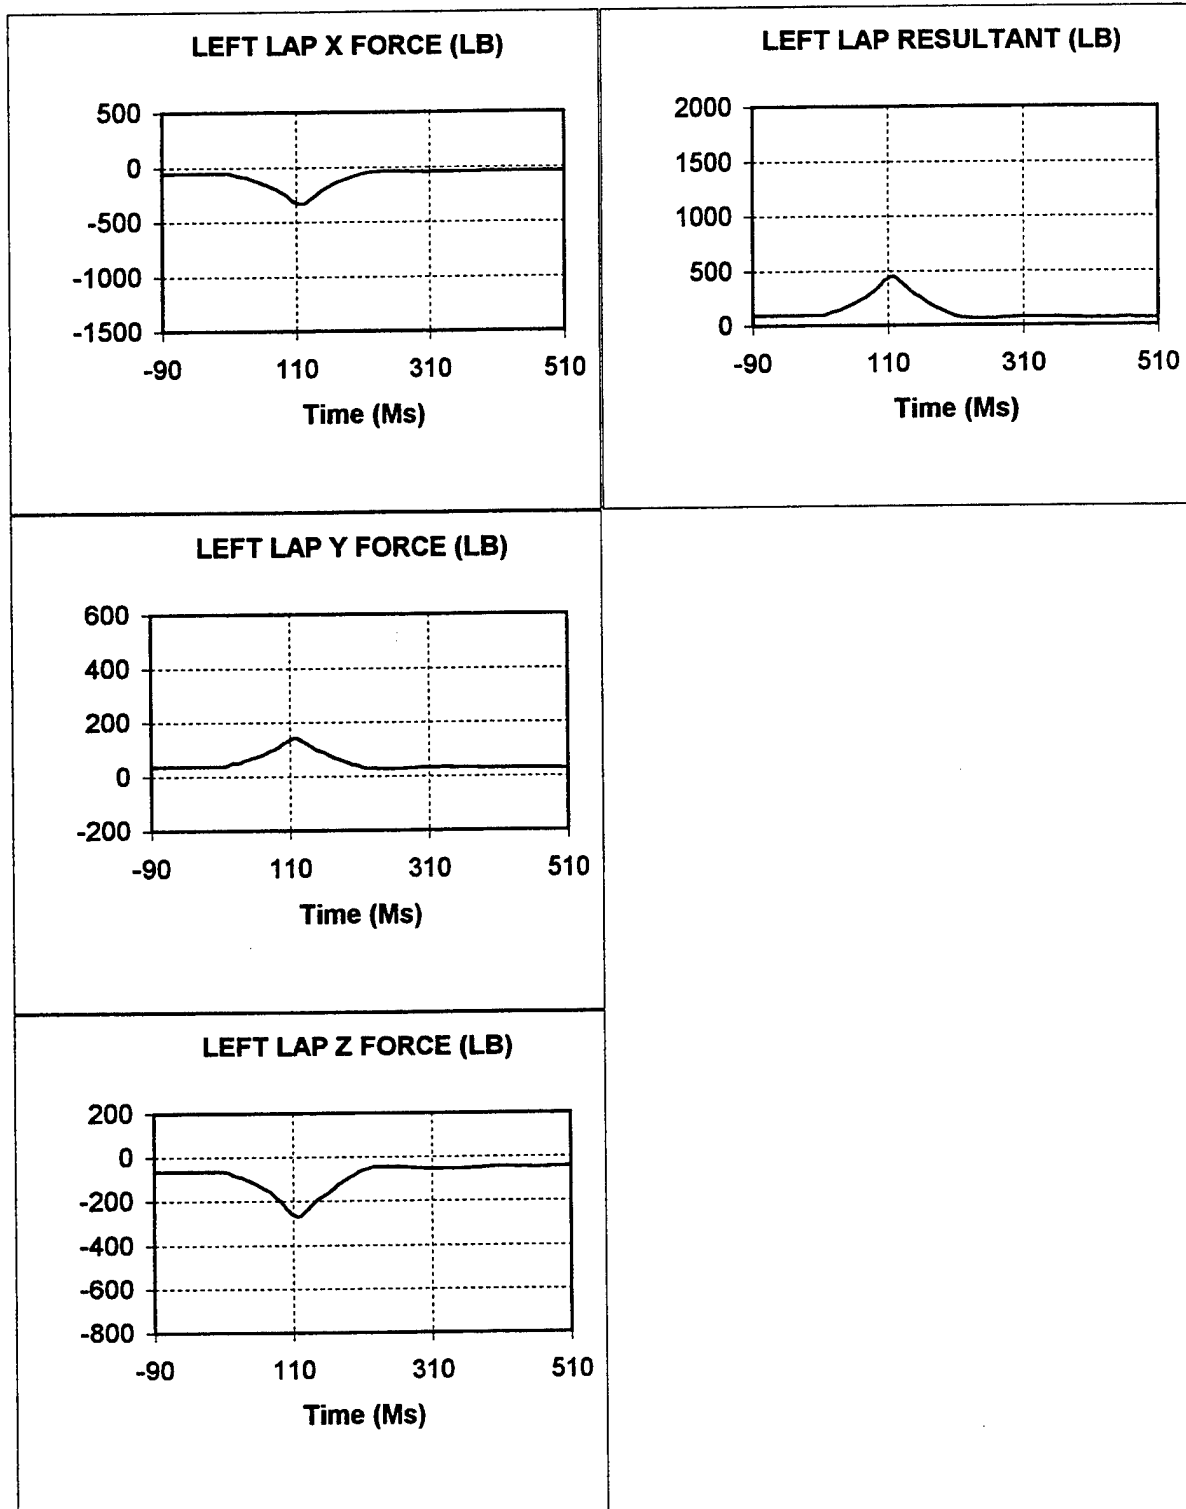 LEFT LAP X FORCE (LB)
500
0
-500
-1000
-1500
-90 110 310 510
Time (Ms)
LEFT LAP RESULTANT (LB)
2000
1500
1000
500
0
-90 110 310 510
Time (Ms)
LEFT LAP Y FORCE (LB)
600
400
200
0
-200
-90 110 310 510
Time (Ms)
LEFT LAP Z FORCE (LB)
200
0
-200
-400
-600
-800
-90 110 310 510
Time (Ms)